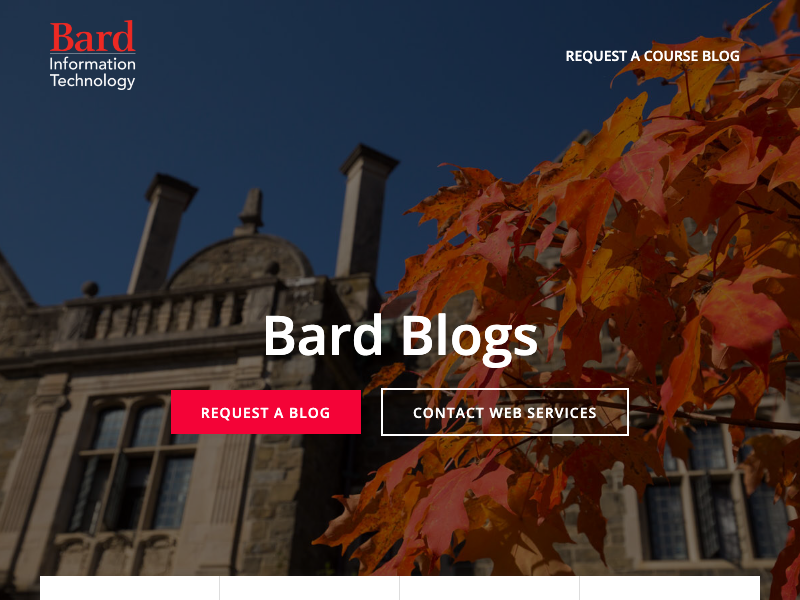 Bard
Information
Technology
REQUEST A COURSE BLOG
Bard Blogs
REQUEST A BLOG
CONTACT WEB SERVICES